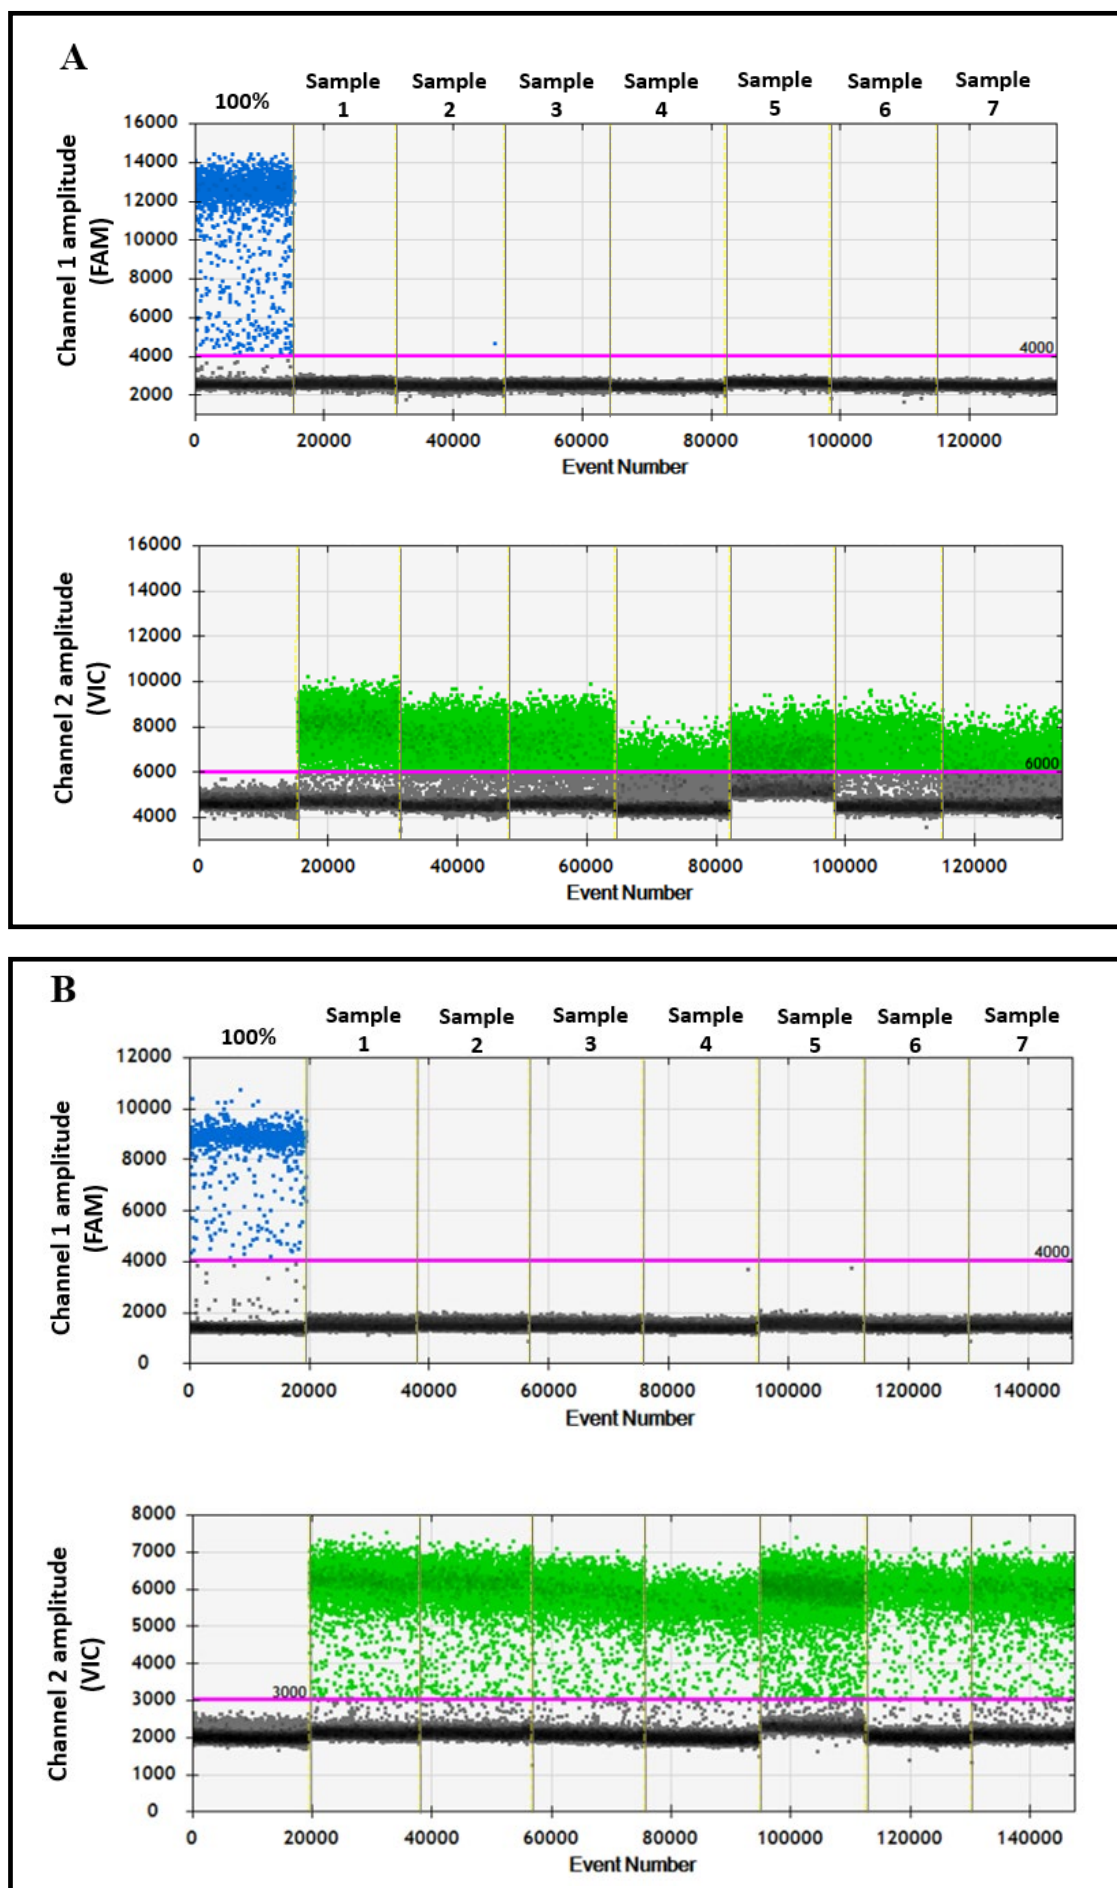 A
100%
Sample 1
Sample 2
Sample 3
Sample 4
Sample 5
Sample 6
Sample 7
Channel 1 amplitude
(FAM)
16000
14000
12000
10000
8000
6000
4000
2000
4000
0 20000 40000 60000 80000 100000 120000
Event Number
Channel 2 amplitude
(VIC)
16000
14000
12000
10000
8000
6000
4000
6000
0 20000 40000 60000 80000 100000 120000
Event Number
B
100%
Sample 1
Sample 2
Sample 3
Sample 4
Sample 5
Sample 6
Sample 7
Channel 1 amplitude
(FAM)
12000
10000
8000
6000
4000
2000
0
4000
0 20000 40000 60000 80000 100000 120000 140000
Event Number
Channel 2 amplitude
(VIC)
8000
7000
6000
5000
4000
3000
2000
1000
0
3000
0 20000 40000 60000 80000 100000 120000 140000
Event Number